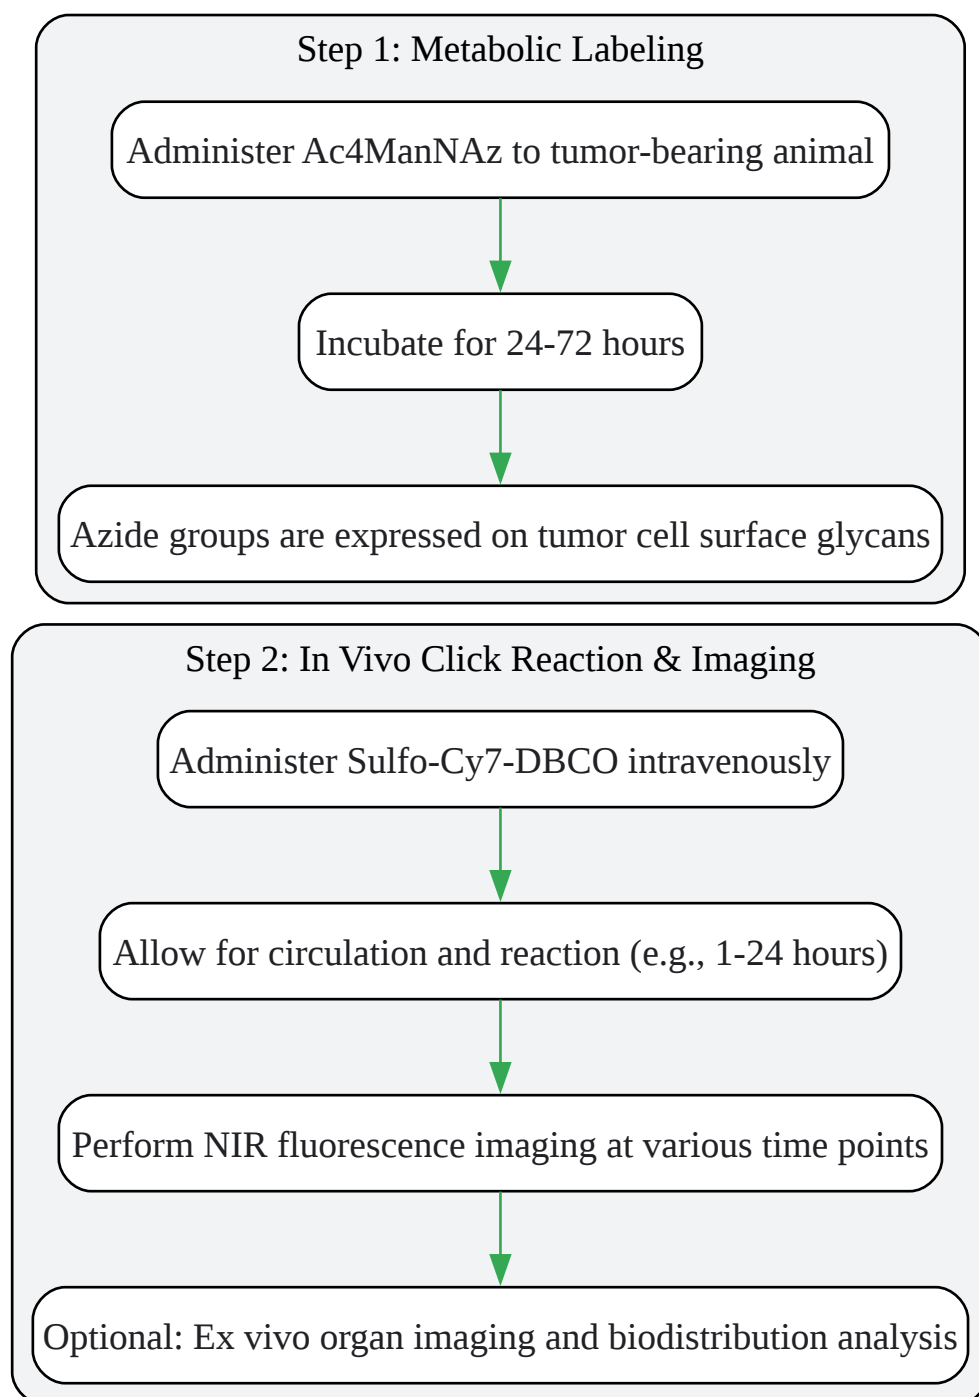 Step 1: Metabolic Labeling
Administer Ac4ManNAz to tumor-bearing animal
Incubate for 24-72 hours
Azide groups are expressed on tumor cell surface glycans
Step 2: In Vivo Click Reaction & Imaging
Administer Sulfo-Cy7-DBCO intravenously
Allow for circulation and reaction (e.g., 1-24 hours)
Perform NIR fluorescence imaging at various time points
Optional: Ex vivo organ imaging and biodistribution analysis